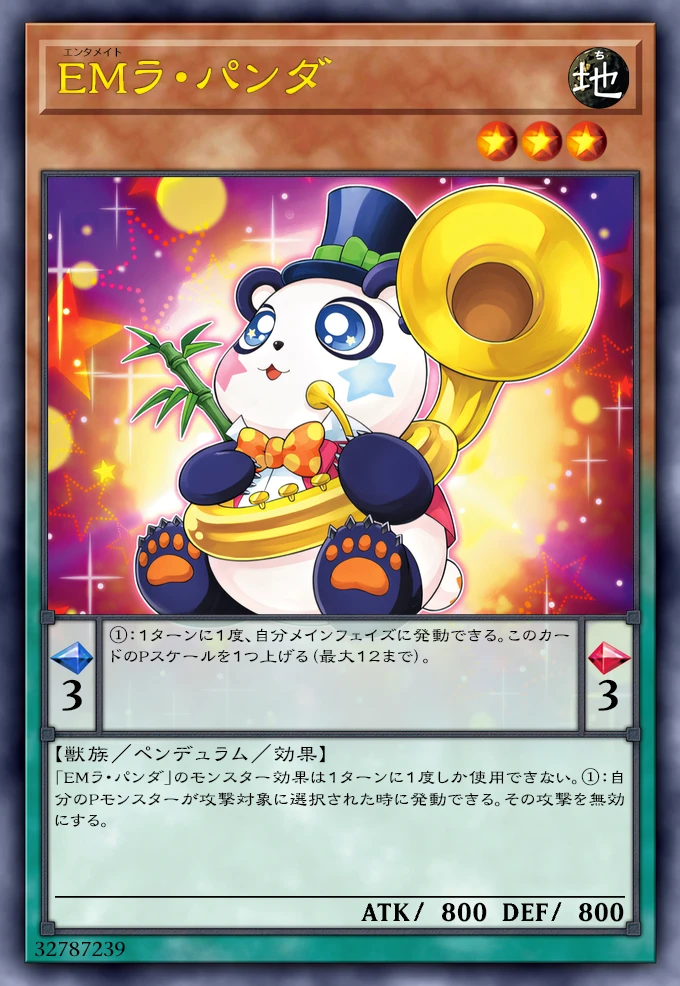 エンタメイト
EMラ・パンダ
ち
地
①：1ターンに1度、自分メインフェイズに発動できる。このカー
ドのPスケールを1つ上げる（最大12まで）。
3
3
【獣族／ペンデュラム／効果】
「EMラ・パンダ」のモンスター効果は1ターンに1度しか使用できない。①：自
分のPモンスターが攻撃対象に選択された時に発動できる。その攻撃を無効
にする。
ATK/ 800 DEF/ 800
32787239